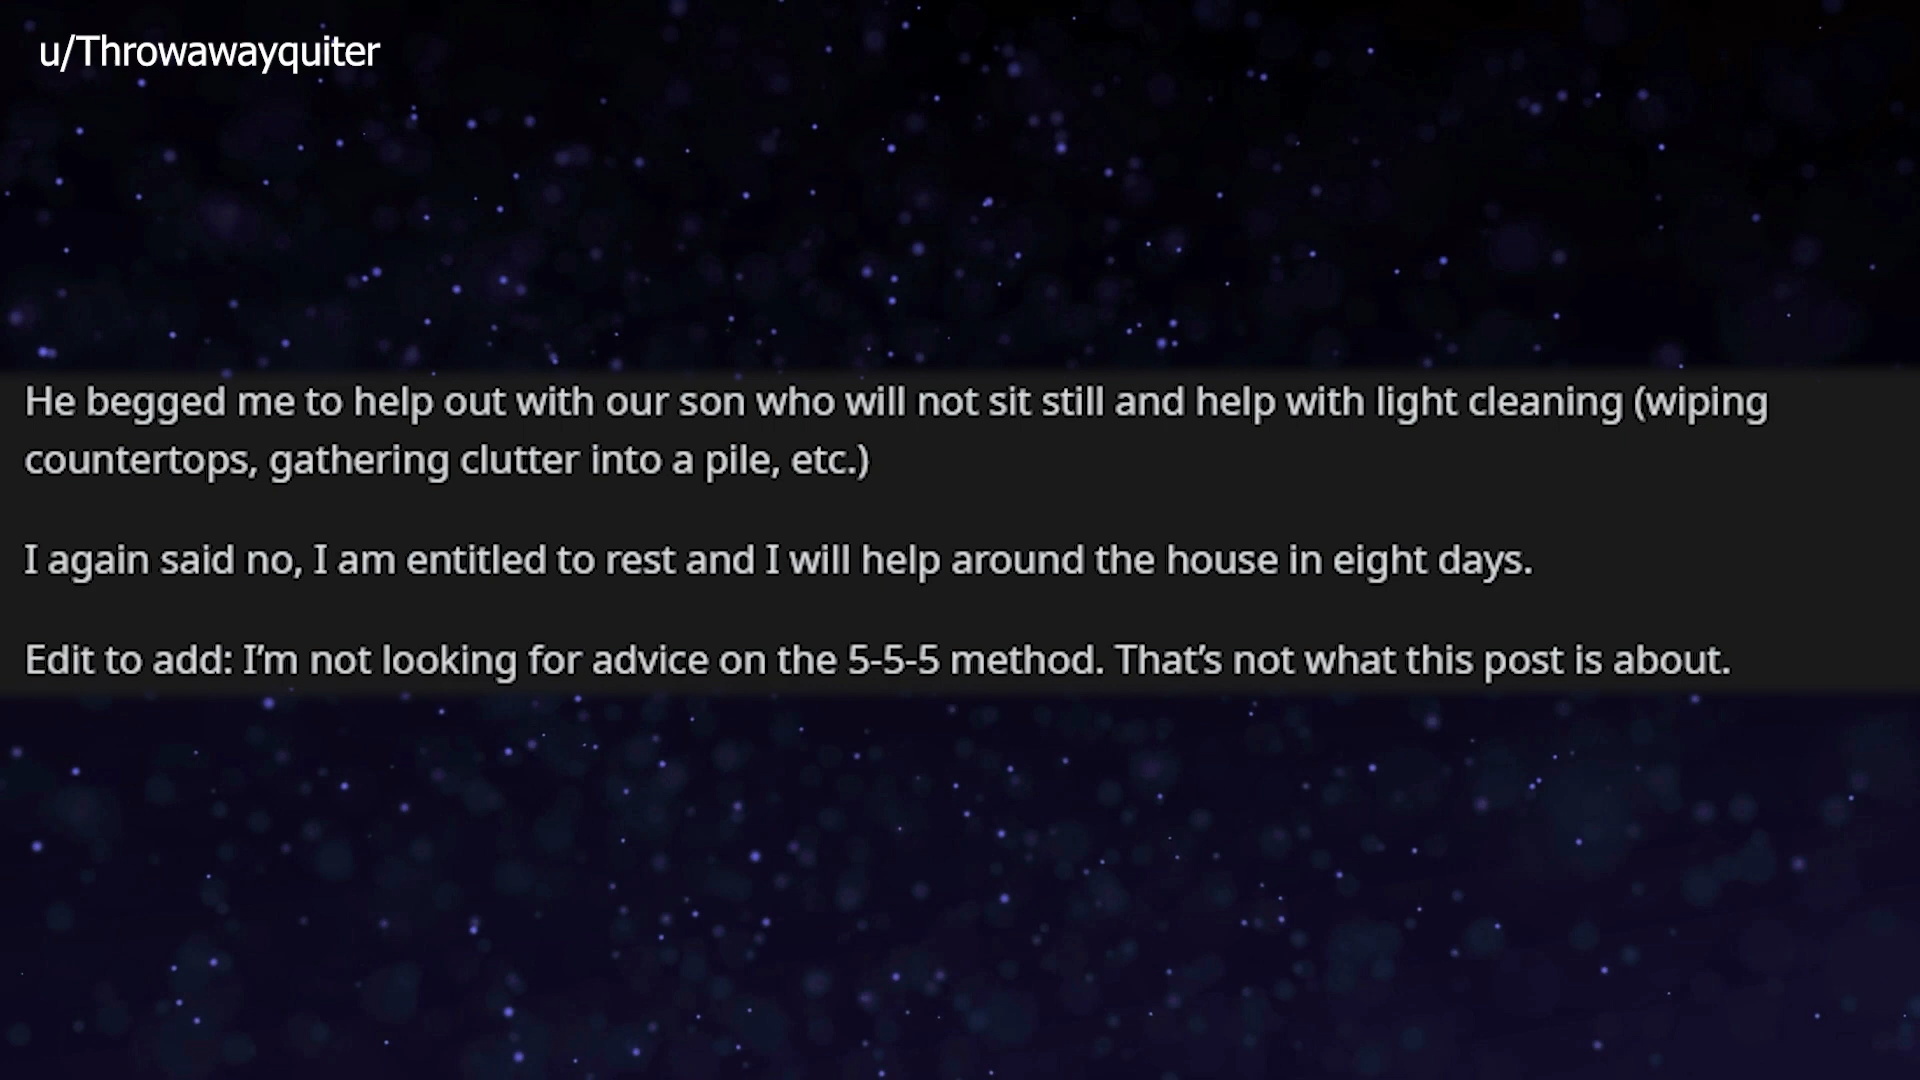 u/Throwawayquiter
He begged me to help out with our son who will not sit still and help with light cleaning (wiping
countertops, gathering clutter into a pile, etc.)
I again said no, I am entitled to rest and I will help around the house in eight days.
Edit to add: I’m not looking for advice on the 5-5-5 method. That’s not what this post is about.